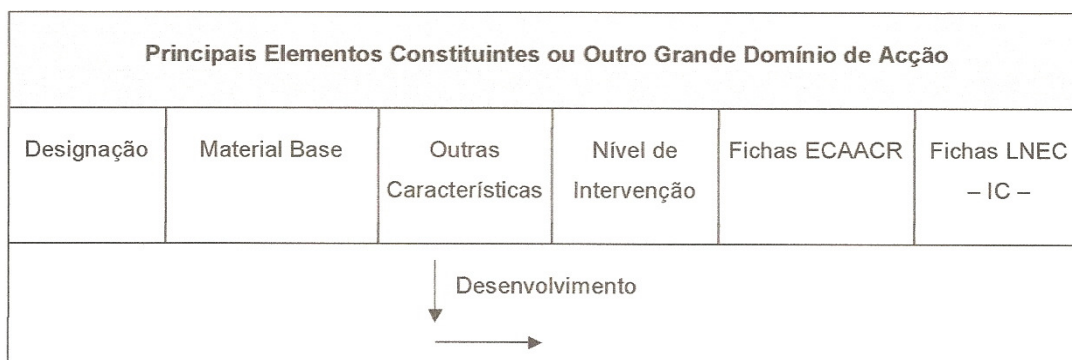 Principais Elementos Constituintes ou Outro Grande Domínio de Acção
Designação
Material Base
Outras
Características
Nível de
Intervenção
Fichas ECAACR
Fichas LNEC
– IC –
Desenvolvimento